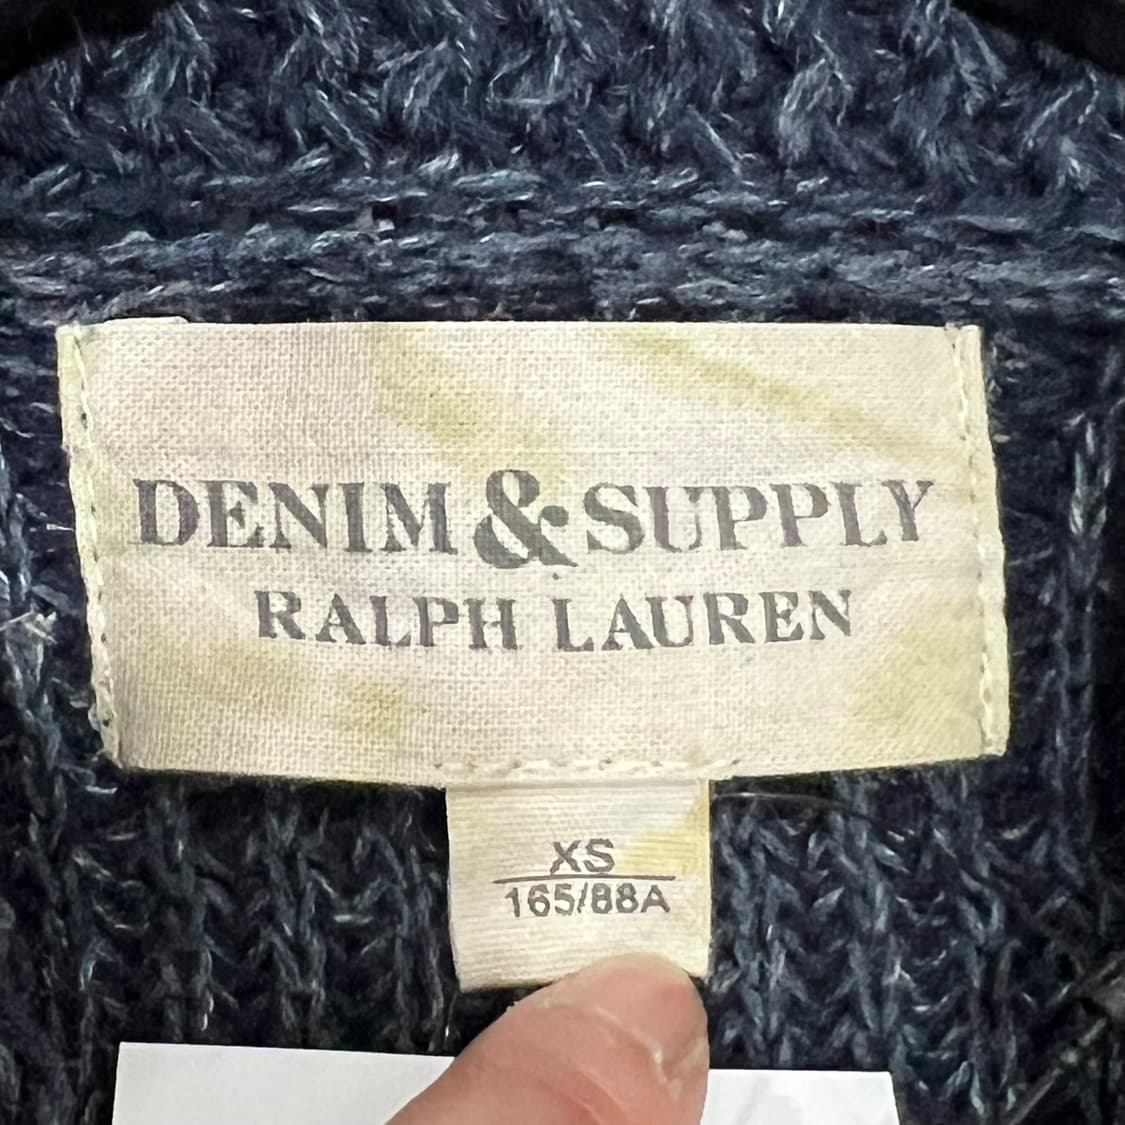 DENIM & SUPPLY
RALPH LAUREN
XS
165/88A